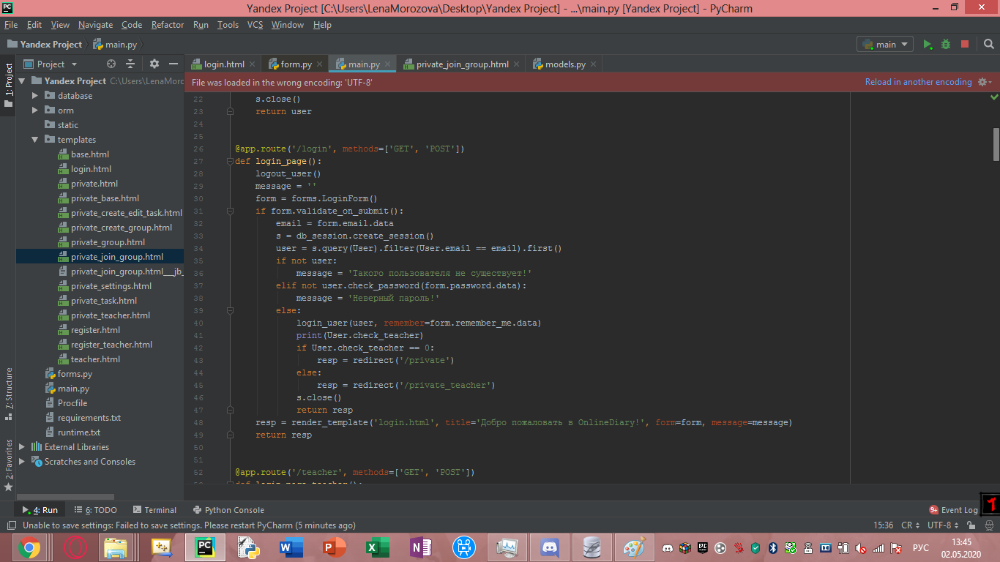 Yandex Project [C:\Users\LenaMorozova\Desktop\Yandex Project] - ...\main.py [Yandex Project] - PyCharm
File Edit View Navigate Code Refactor Run Tools VCS Window Help
Yandex Project main.py
main
1: Project
Project
login.html form.py main.py private_join_group.html models.py
File was loaded in the wrong encoding: 'UTF-8'
Reload in another encoding
Yandex Project C:\Users\LenaMoro
database
orm
static
templates
base.html
login.html
private.html
private_base.html
private_create_edit_task.html
private_create_group.html
private_group.html
private_join_group.html
private_join_group.html___jb_
private_settings.html
private_task.html
private_teacher.html
register.html
register_teacher.html
teacher.html
forms.py
main.py
Procfile
requirements.txt
runtime.txt
External Libraries
Scratches and Consoles
7: Structure
2: Favorites
22 s.close()
23 return user
24
25
26 @app.route('/login', methods=['GET', 'POST'])
27 def login_page():
28 logout_user()
29 message = ''
30 form = forms.LoginForm()
31 if form.validate_on_submit():
32 email = form.email.data
33 s = db_session.create_session()
34 user = s.query(User).filter(User.email == email).first()
35 if not user:
36 message = 'Такого пользователя не существует!'
37 elif not user.check_password(form.password.data):
38 message = 'Неверный пароль!'
39 else:
40 login_user(user, remember=form.remember_me.data)
41 print(User.check_teacher)
42 if User.check_teacher == 0:
43 resp = redirect('/private')
44 else:
45 resp = redirect('/private_teacher')
46 s.close()
47 return resp
48 resp = render_template('login.html', title='Добро пожаловать в OnlineDiary!', form=form, message=message)
49 return resp
50
51
52 @app.route('/teacher', methods=['GET', 'POST'])
4: Run 6: TODO Terminal Python Console
9+ Event Log
Unable to save settings: Failed to save settings. Please restart PyCharm (5 minutes ago)
15:36 CR UTF-8
РУС
13:45
02.05.2020